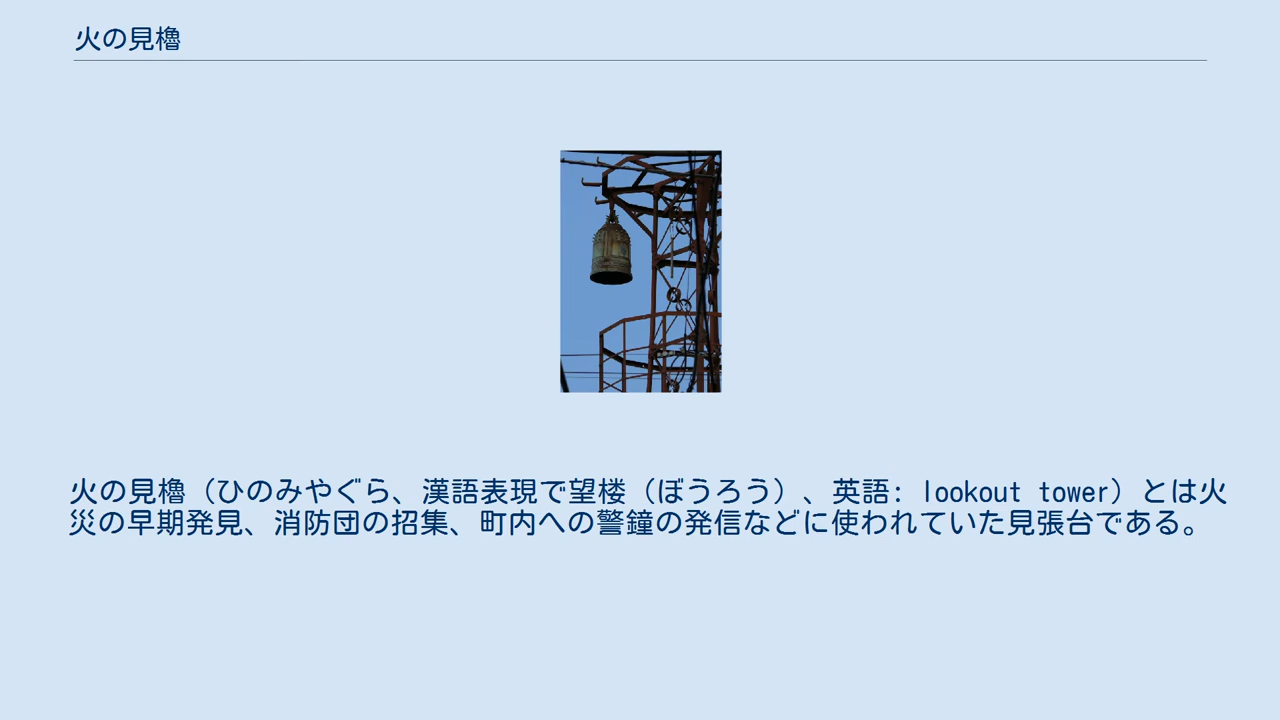 火の見櫓
火の見櫓（ひのみやぐら、漢語表現で望楼（ぼうろう）、英語: lookout tower）とは火
災の早期発見、消防団の招集、町内への警鐘の発信などに使われていた見張台である。